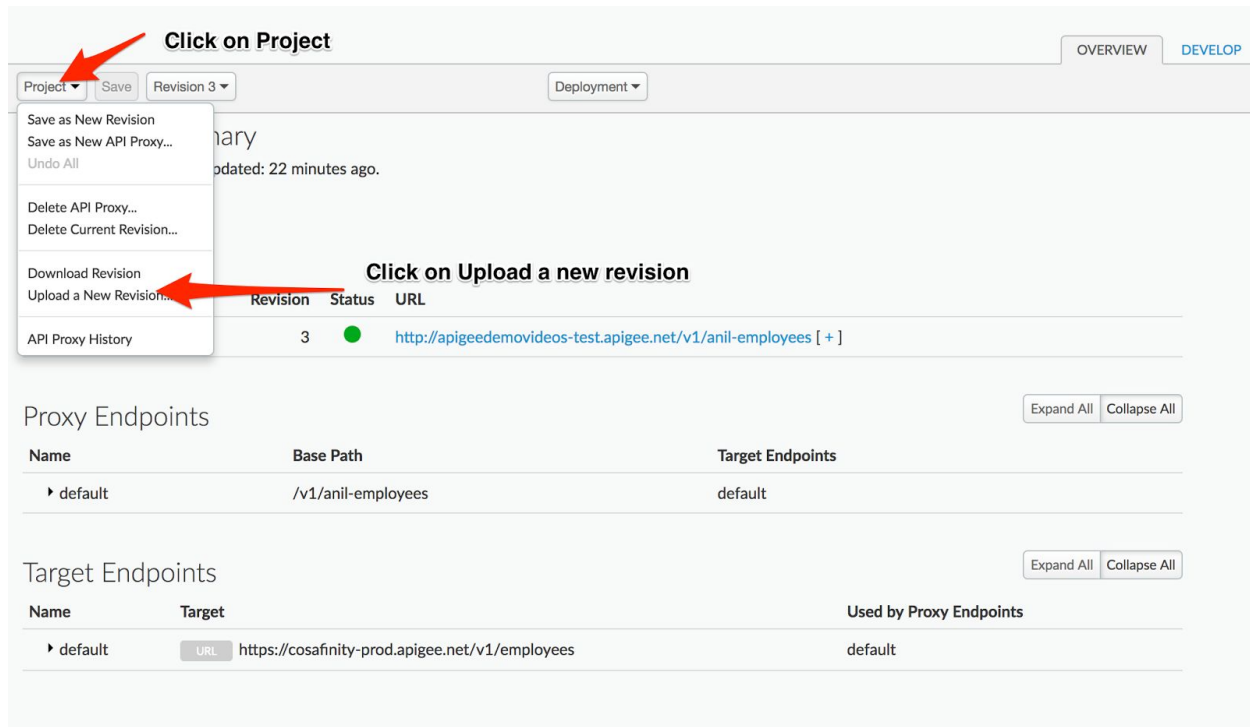 Click on Project
OVERVIEW DEVELOP
Project Save Revision 3 Deployment
Save as New Revision
Save as New API Proxy...
Undo All
pdated: 22 minutes ago.
Delete API Proxy...
Delete Current Revision...
Download Revision
Click on Upload a new revision
Upload a New Revision...
Revision Status URL
API Proxy History
3 http://apigeedemovideos-test.apigee.net/v1/anil-employees [ + ]
Proxy Endpoints
Expand All Collapse All
Name Base Path Target Endpoints
default /v1/anil-employees default
Target Endpoints
Expand All Collapse All
Name Target Used by Proxy Endpoints
default URL https://cosafinity-prod.apigee.net/v1/employees default